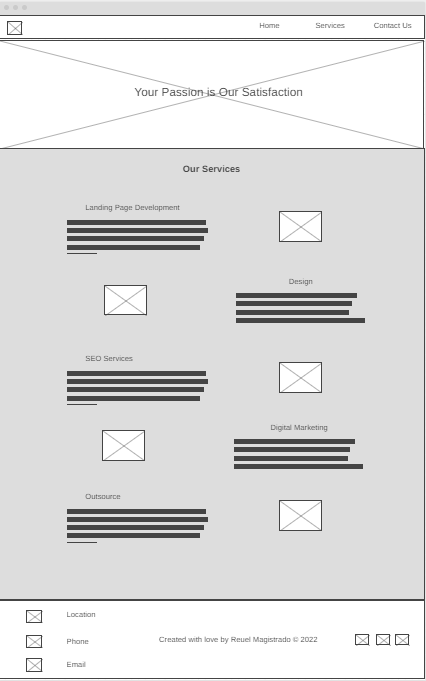 Home Services Contact Us
Your Passion is Our Satisfaction
Our Services
Landing Page Development
Design
SEO Services
Digital Marketing
Outsource
Location
Phone
Created with love by Reuel Magistrado © 2022
Email